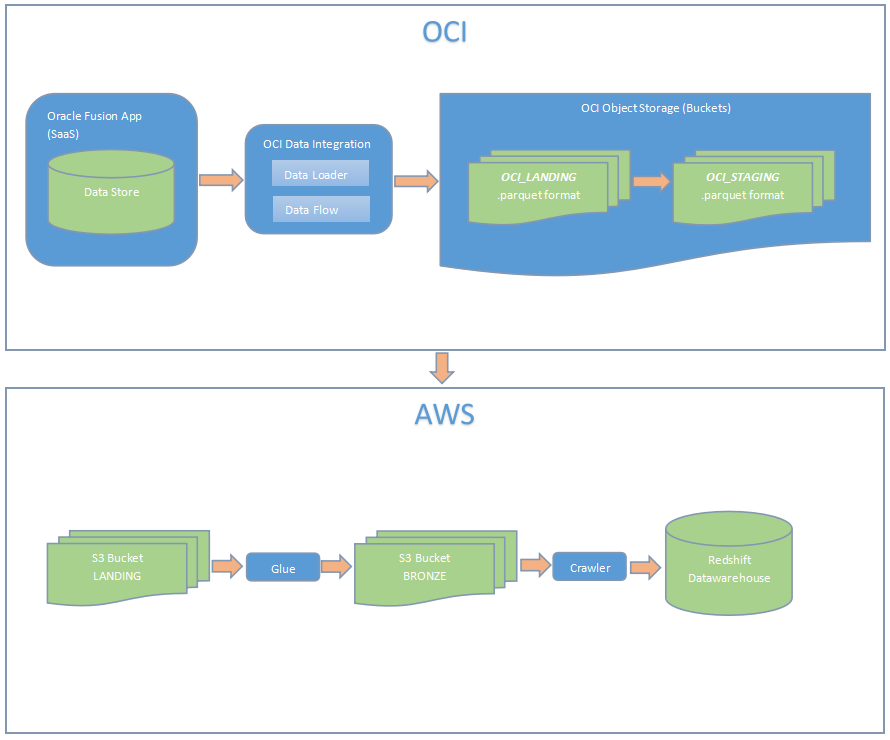 OCI
Oracle Fusion App
(SaaS)
Data Store
OCI Data Integration
Data Loader
Data Flow
OCI Object Storage (Buckets)
OCI_LANDING
.parquet format
OCI_STAGING
.parquet format
AWS
S3 Bucket
LANDING
Glue
S3 Bucket
BRONZE
Crawler
Redshift
Datawarehouse